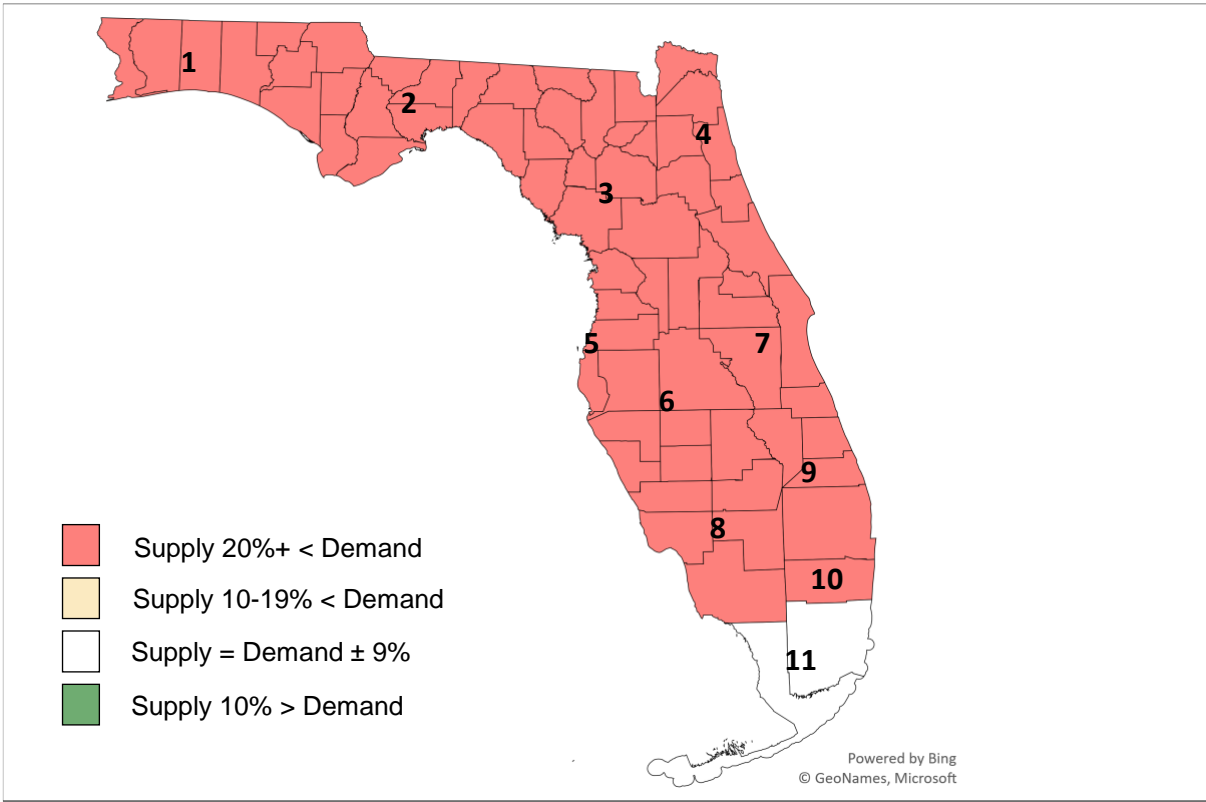 1
2
4
3
5
7
6
9
8
10
11
Supply 20%+ < Demand
Supply 10-19% < Demand
Supply = Demand ± 9%
Supply 10% > Demand
Powered by Bing
© GeoNames, Microsoft